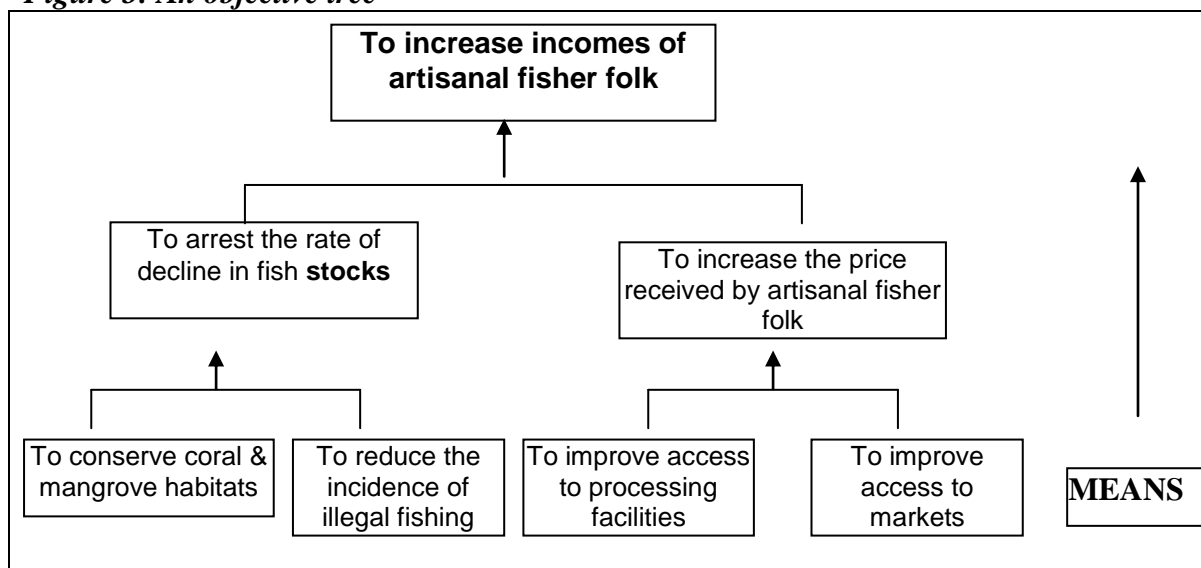 Figure 3: An objective tree
To increase incomes of
artisanal fisher folk
To arrest the rate of
decline in fish stocks
To increase the price
received by artisanal fisher
folk
To conserve coral &
mangrove habitats
To reduce the
incidence of
illegal fishing
To improve access
to processing
facilities
To improve
access to
markets
MEANS